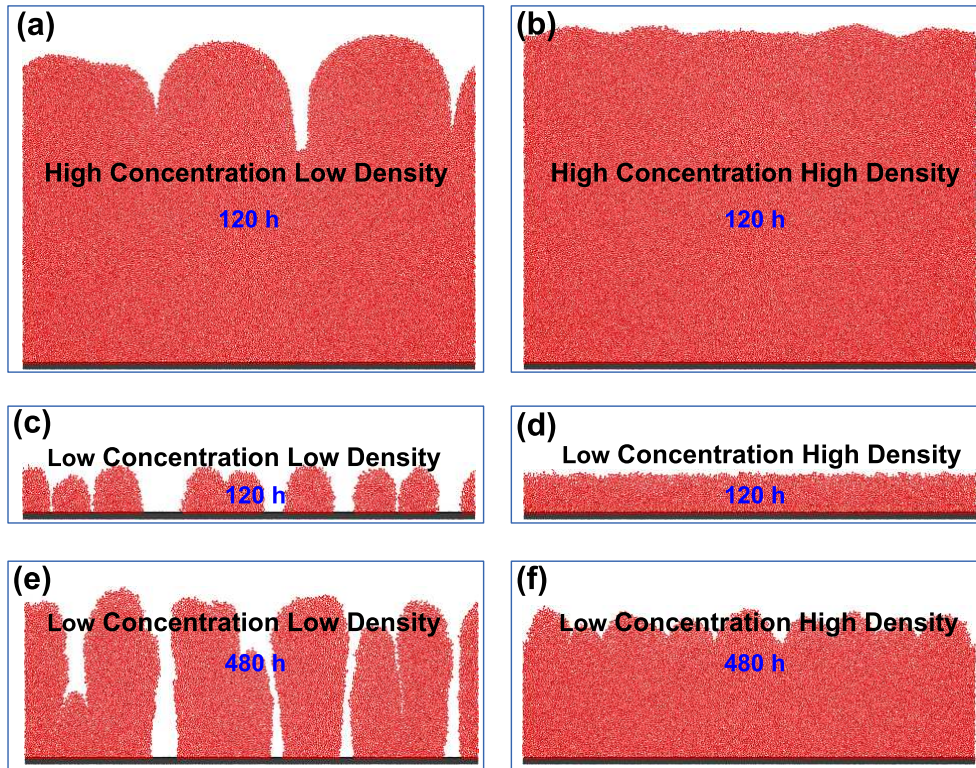 (a)
High Concentration Low Density
120 h
(b)
High Concentration High Density
120 h
(c)
Low Concentration Low Density
120 h
(d)
Low Concentration High Density
120 h
(e)
Low Concentration Low Density
480 h
(f)
Low Concentration High Density
480 h